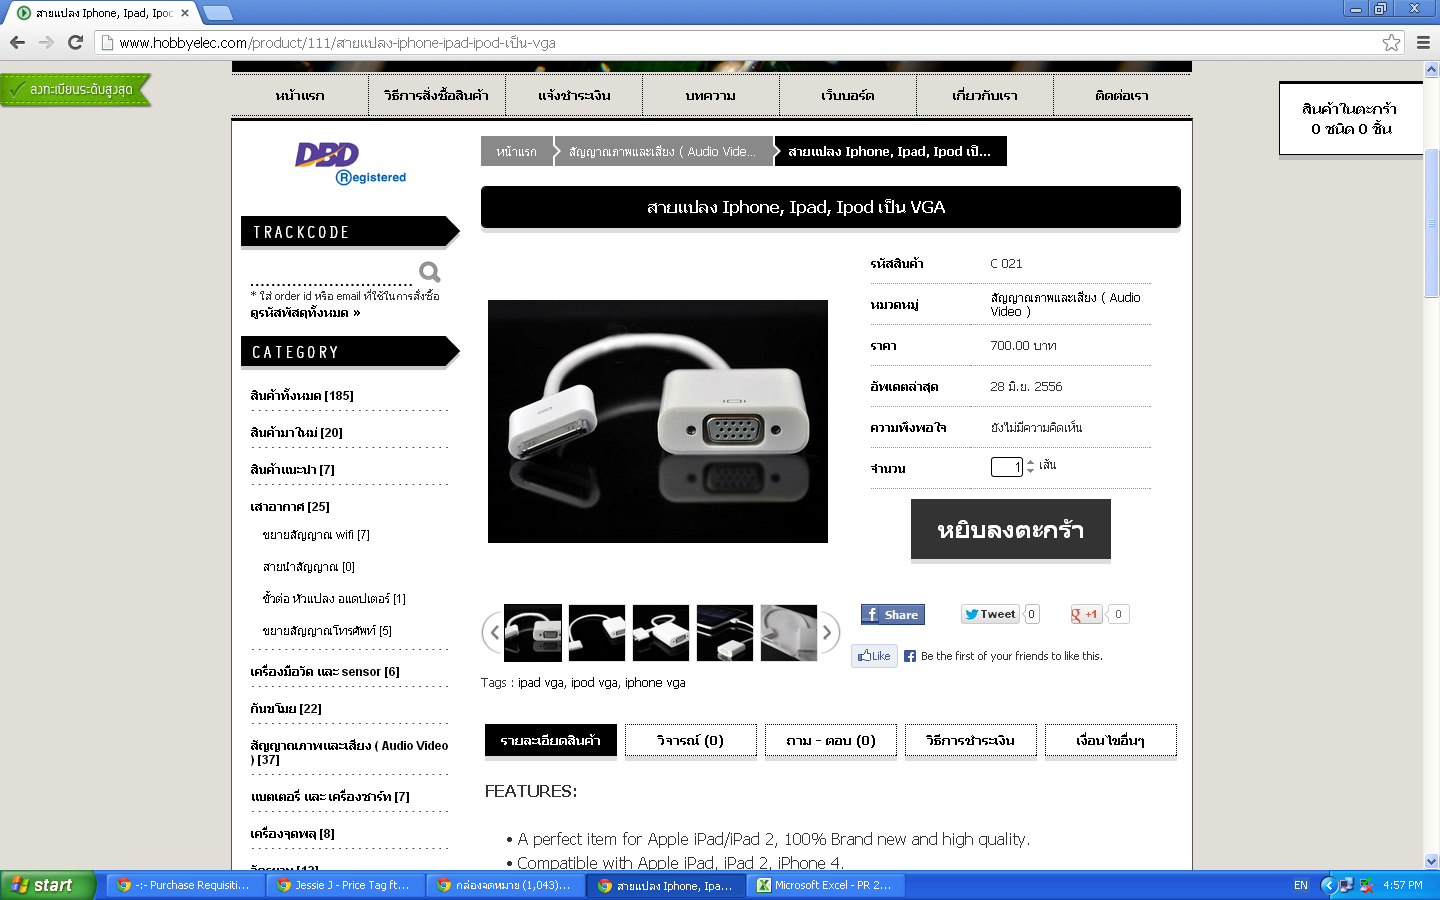 สายแปลง Iphone, Ipad, Ipod
www.hobbyelec.com/product/111/สายแปลง-iphone-ipad-ipod-เป็น-vga
ลงทะเบียนระดับสูงสุด
หน้าแรก
วิธีการสั่งซื้อสินค้า
แจ้งชำระเงิน
บทความ
เว็บบอร์ด
เกี่ยวกับเรา
ติดต่อเรา
สินค้าในตะกร้า
0 ชนิด 0 ชิ้น
DBD
Registered
หน้าแรก
สัญญาณภาพและเสียง ( Audio Vide...
สายแปลง Iphone, Ipad, Ipod เป็...
สายแปลง Iphone, Ipad, Ipod เป็น VGA
TRACKCODE
* ใส่ order id หรือ email ที่ใช้ในการสั่งซื้อ
ดูรหัสพัสดุทั้งหมด »
CATEGORY
สินค้าทั้งหมด [185]
สินค้ามาใหม่ [20]
สินค้าแนะนำ [7]
เสาอากาศ [25]
ขยายสัญญาณ wifi [7]
สายนำสัญญาณ [0]
ขั้วต่อ หัวแปลง อแดปเตอร์ [1]
ขยายสัญญาณโทรศัพท์ [5]
เครื่องมือวัด และ sensor [6]
กันขโมย [22]
สัญญาณภาพและเสียง ( Audio Video
) [37]
แบตเตอรี่ และ เครื่องชาร์ท [7]
เครื่องจุดพลุ [8]
รหัสสินค้า
C 021
หมวดหมู่
สัญญาณภาพและเสียง ( Audio
Video )
ราคา
700.00 บาท
อัพเดตล่าสุด
28 มิ.ย. 2556
ความพึงพอใจ
ยังไม่มีความคิดเห็น
จำนวน
1 เส้น
หยิบลงตะกร้า
f Share
Tweet 0
g +1 0
Like
Be the first of your friends to like this.
Tags : ipad vga, ipod vga, iphone vga
รายละเอียดสินค้า
วิจารณ์ (0)
ถาม - ตอบ (0)
วิธีการชำระเงิน
เงื่อนไขอื่นๆ
FEATURES:
• A perfect item for Apple iPad/iPad 2, 100% Brand new and high quality.
• Compatible with Apple iPad, iPad 2, iPhone 4.
start
-:- Purchase Requisiti...
Jessie J - Price Tag ft...
กล่องจดหมาย (1,043)...
สายแปลง Iphone, Ipa...
Microsoft Excel - PR 2...
EN
4:57 PM